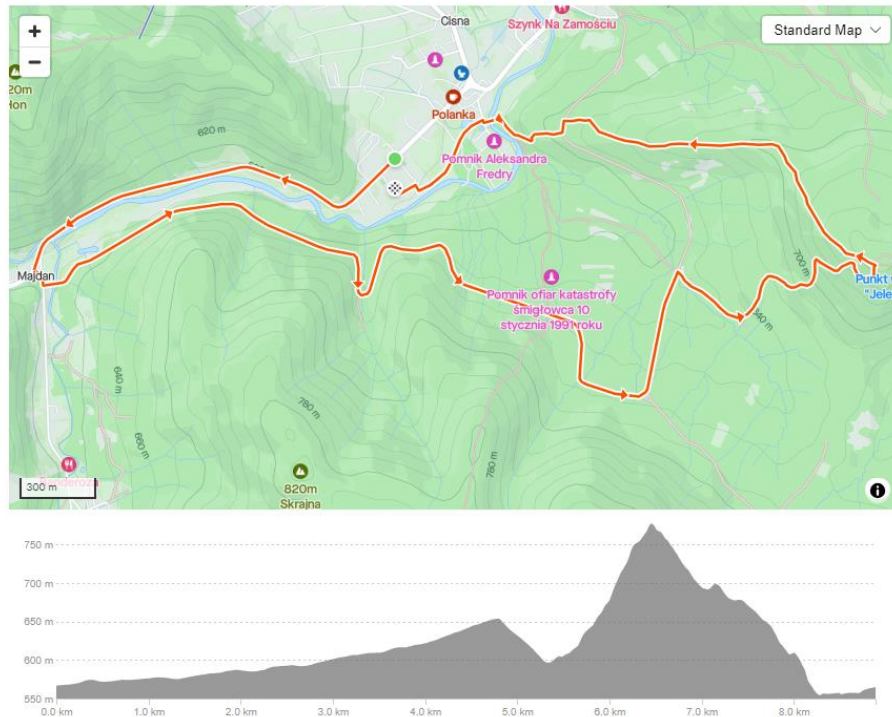 +
−
Cisna
Szynk Na Zamościu
Standard Map
Polanka
620 m
Pomnik Aleksandra
Fredry
Majdan
700 m
Pomnik ofiar katastrofy
śmigłowca 10
stycznia 1991 roku
Punkt
"Jele
640 m
660 m
780 m
780 m
820m
Skrajna
300 m
750 m
700 m
650 m
600 m
550 m
0.0 km
1.0 km
2.0 km
3.0 km
4.0 km
5.0 km
6.0 km
7.0 km
8.0 km